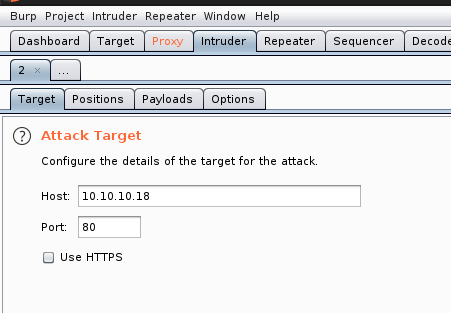 Burp Project Intruder Repeater Window Help
Dashboard Target Proxy Intruder Repeater Sequencer
2 × ...
Target Positions Payloads Options
? Attack Target
Configure the details of the target for the attack.
Host: 10.10.10.18
Port: 80
Use HTTPS